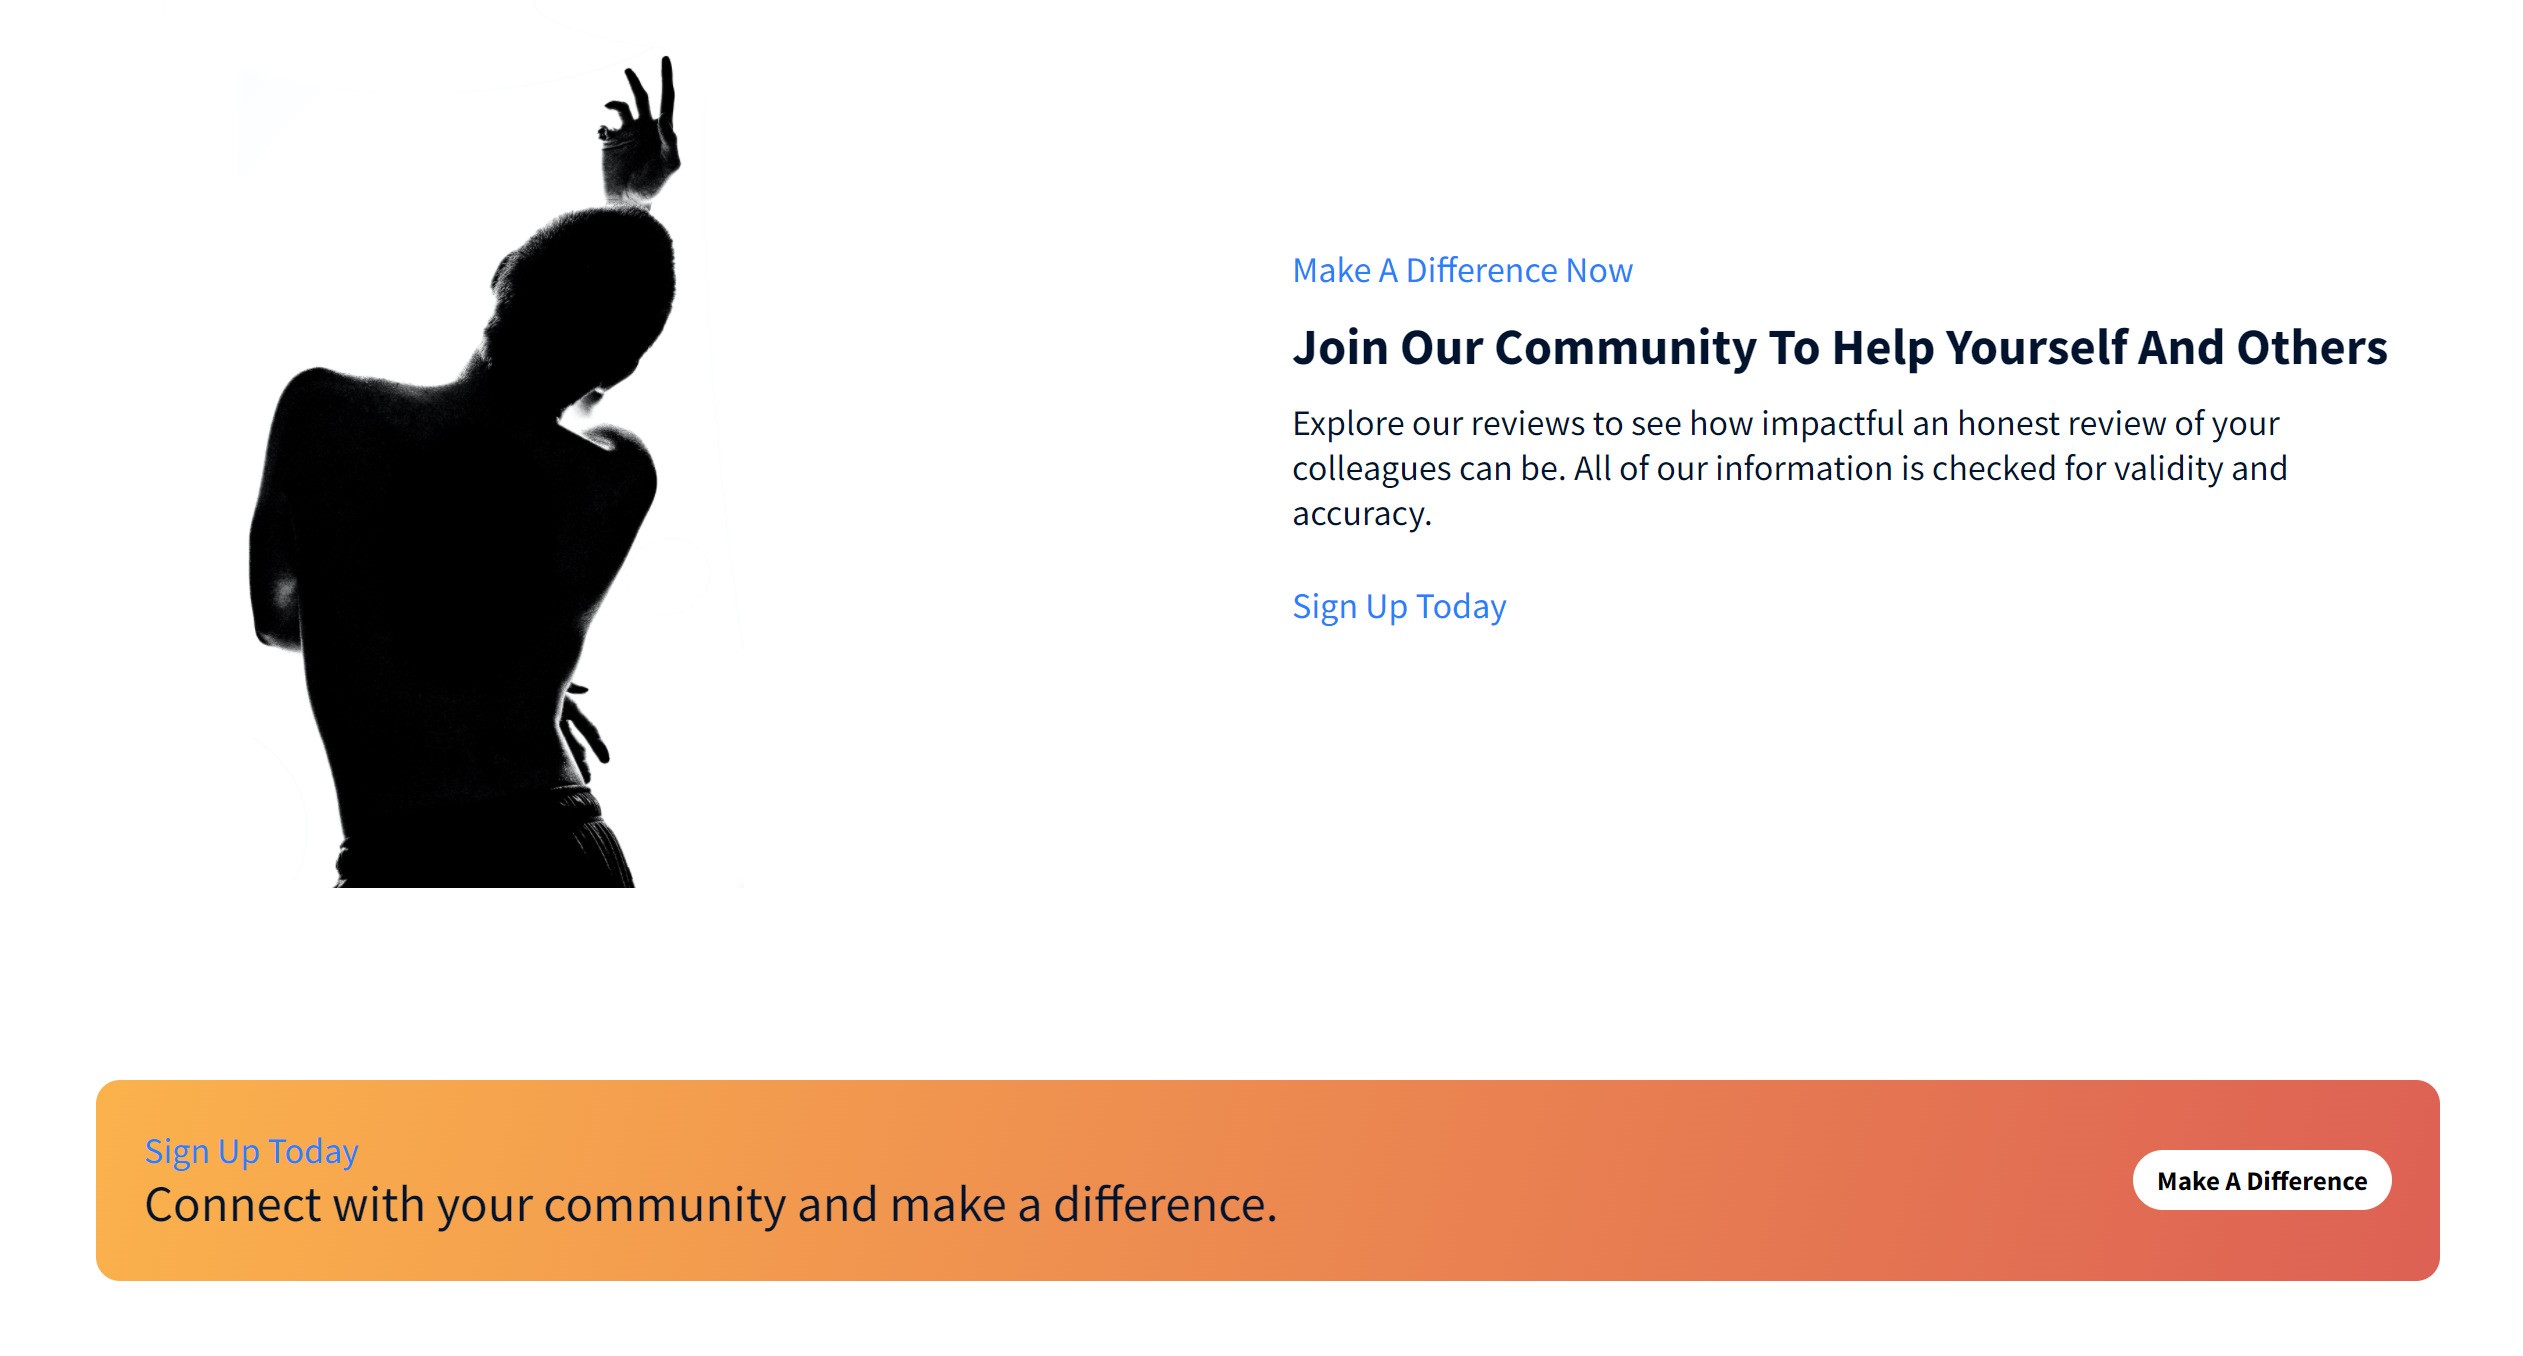 Make A Difference Now
Join Our Community To Help Yourself And Others
Explore our reviews to see how impactful an honest review of your
colleagues can be. All of our information is checked for validity and
accuracy.
Sign Up Today
Sign Up Today
Connect with your community and make a difference.
Make A Difference